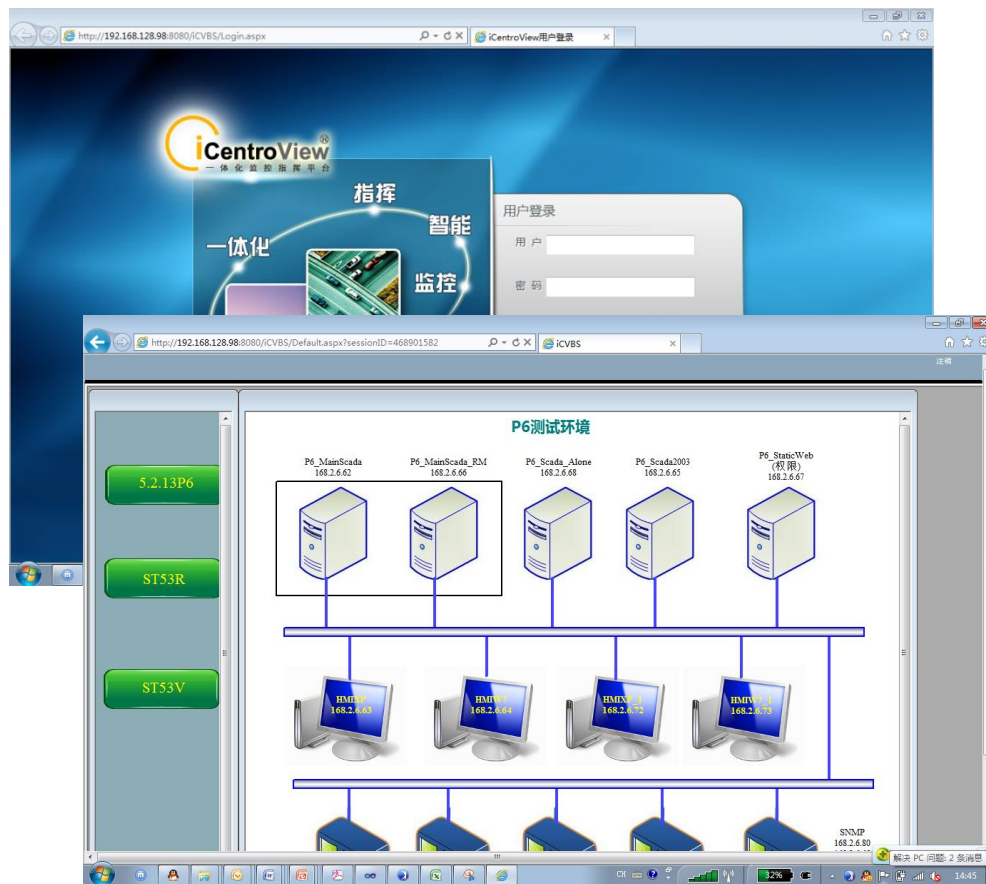 http://192.168.128.98:8080/iCVBS/Login.aspx
iCentroView用户登录
iCentroView®
一体化监控指挥平台
指挥
智能
一体化
监控
用户登录
用户
密码
http://192.168.128.98:8080/iCVBS/Default.aspx?sessionID=468901582
iCVBS
注销
P6测试环境
5.2.13P6
ST53R
ST53V
P6_MainScada
168.2.6.62
P6_MainScada_RM
168.2.6.66
P6_Scada_Alone
168.2.6.68
P6_Scada2003
168.2.6.65
P6_StaticWeb
(权限)
168.2.6.67
HMIXP
168.2.6.63
HMIW7
168.2.6.64
HMIXP_1
168.2.6.72
HMIW7_1
168.2.6.73
SNMP
168.2.6.80
解决 PC 问题: 2 条消息
CH
32%
14:45